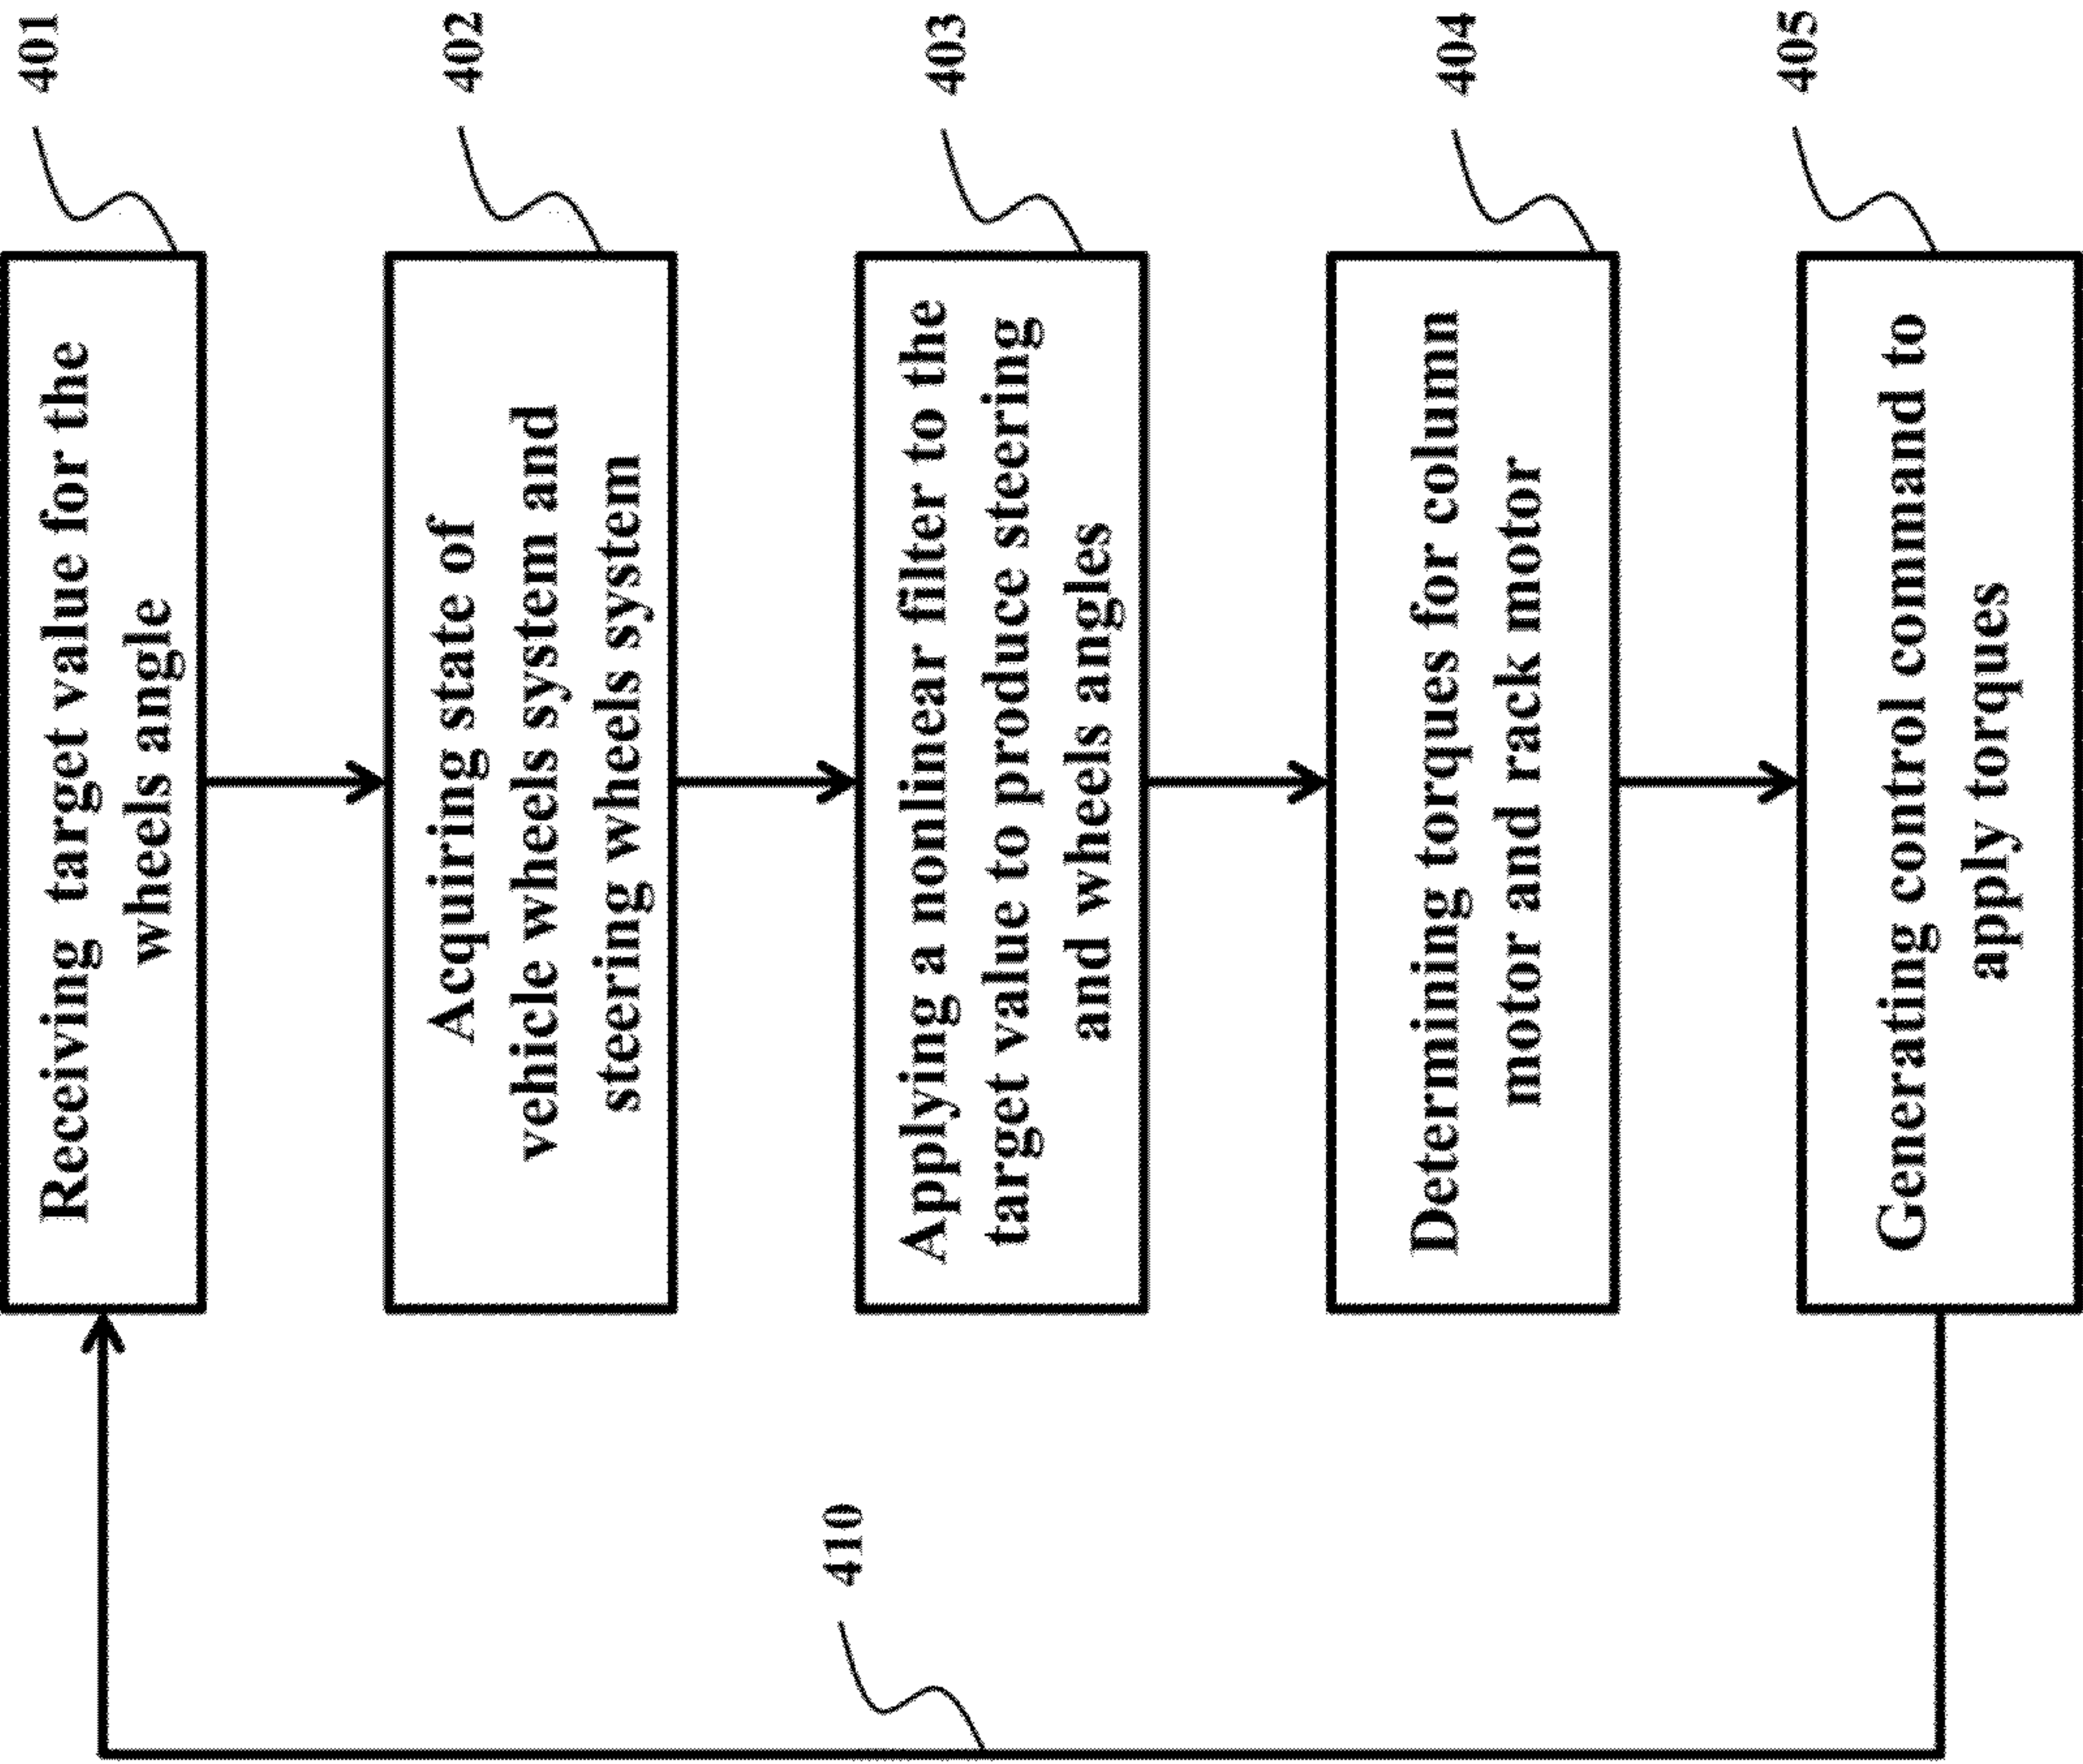 401
Receiving target value for the
wheels angle
402
Acquiring state of
vehicle wheels system and
steering wheels system
403
Applying a nonlinear filter to the
target value to produce steering
and wheels angles
404
Determining torques for column
motor and rack motor
405
Generating control command to
apply torques
410